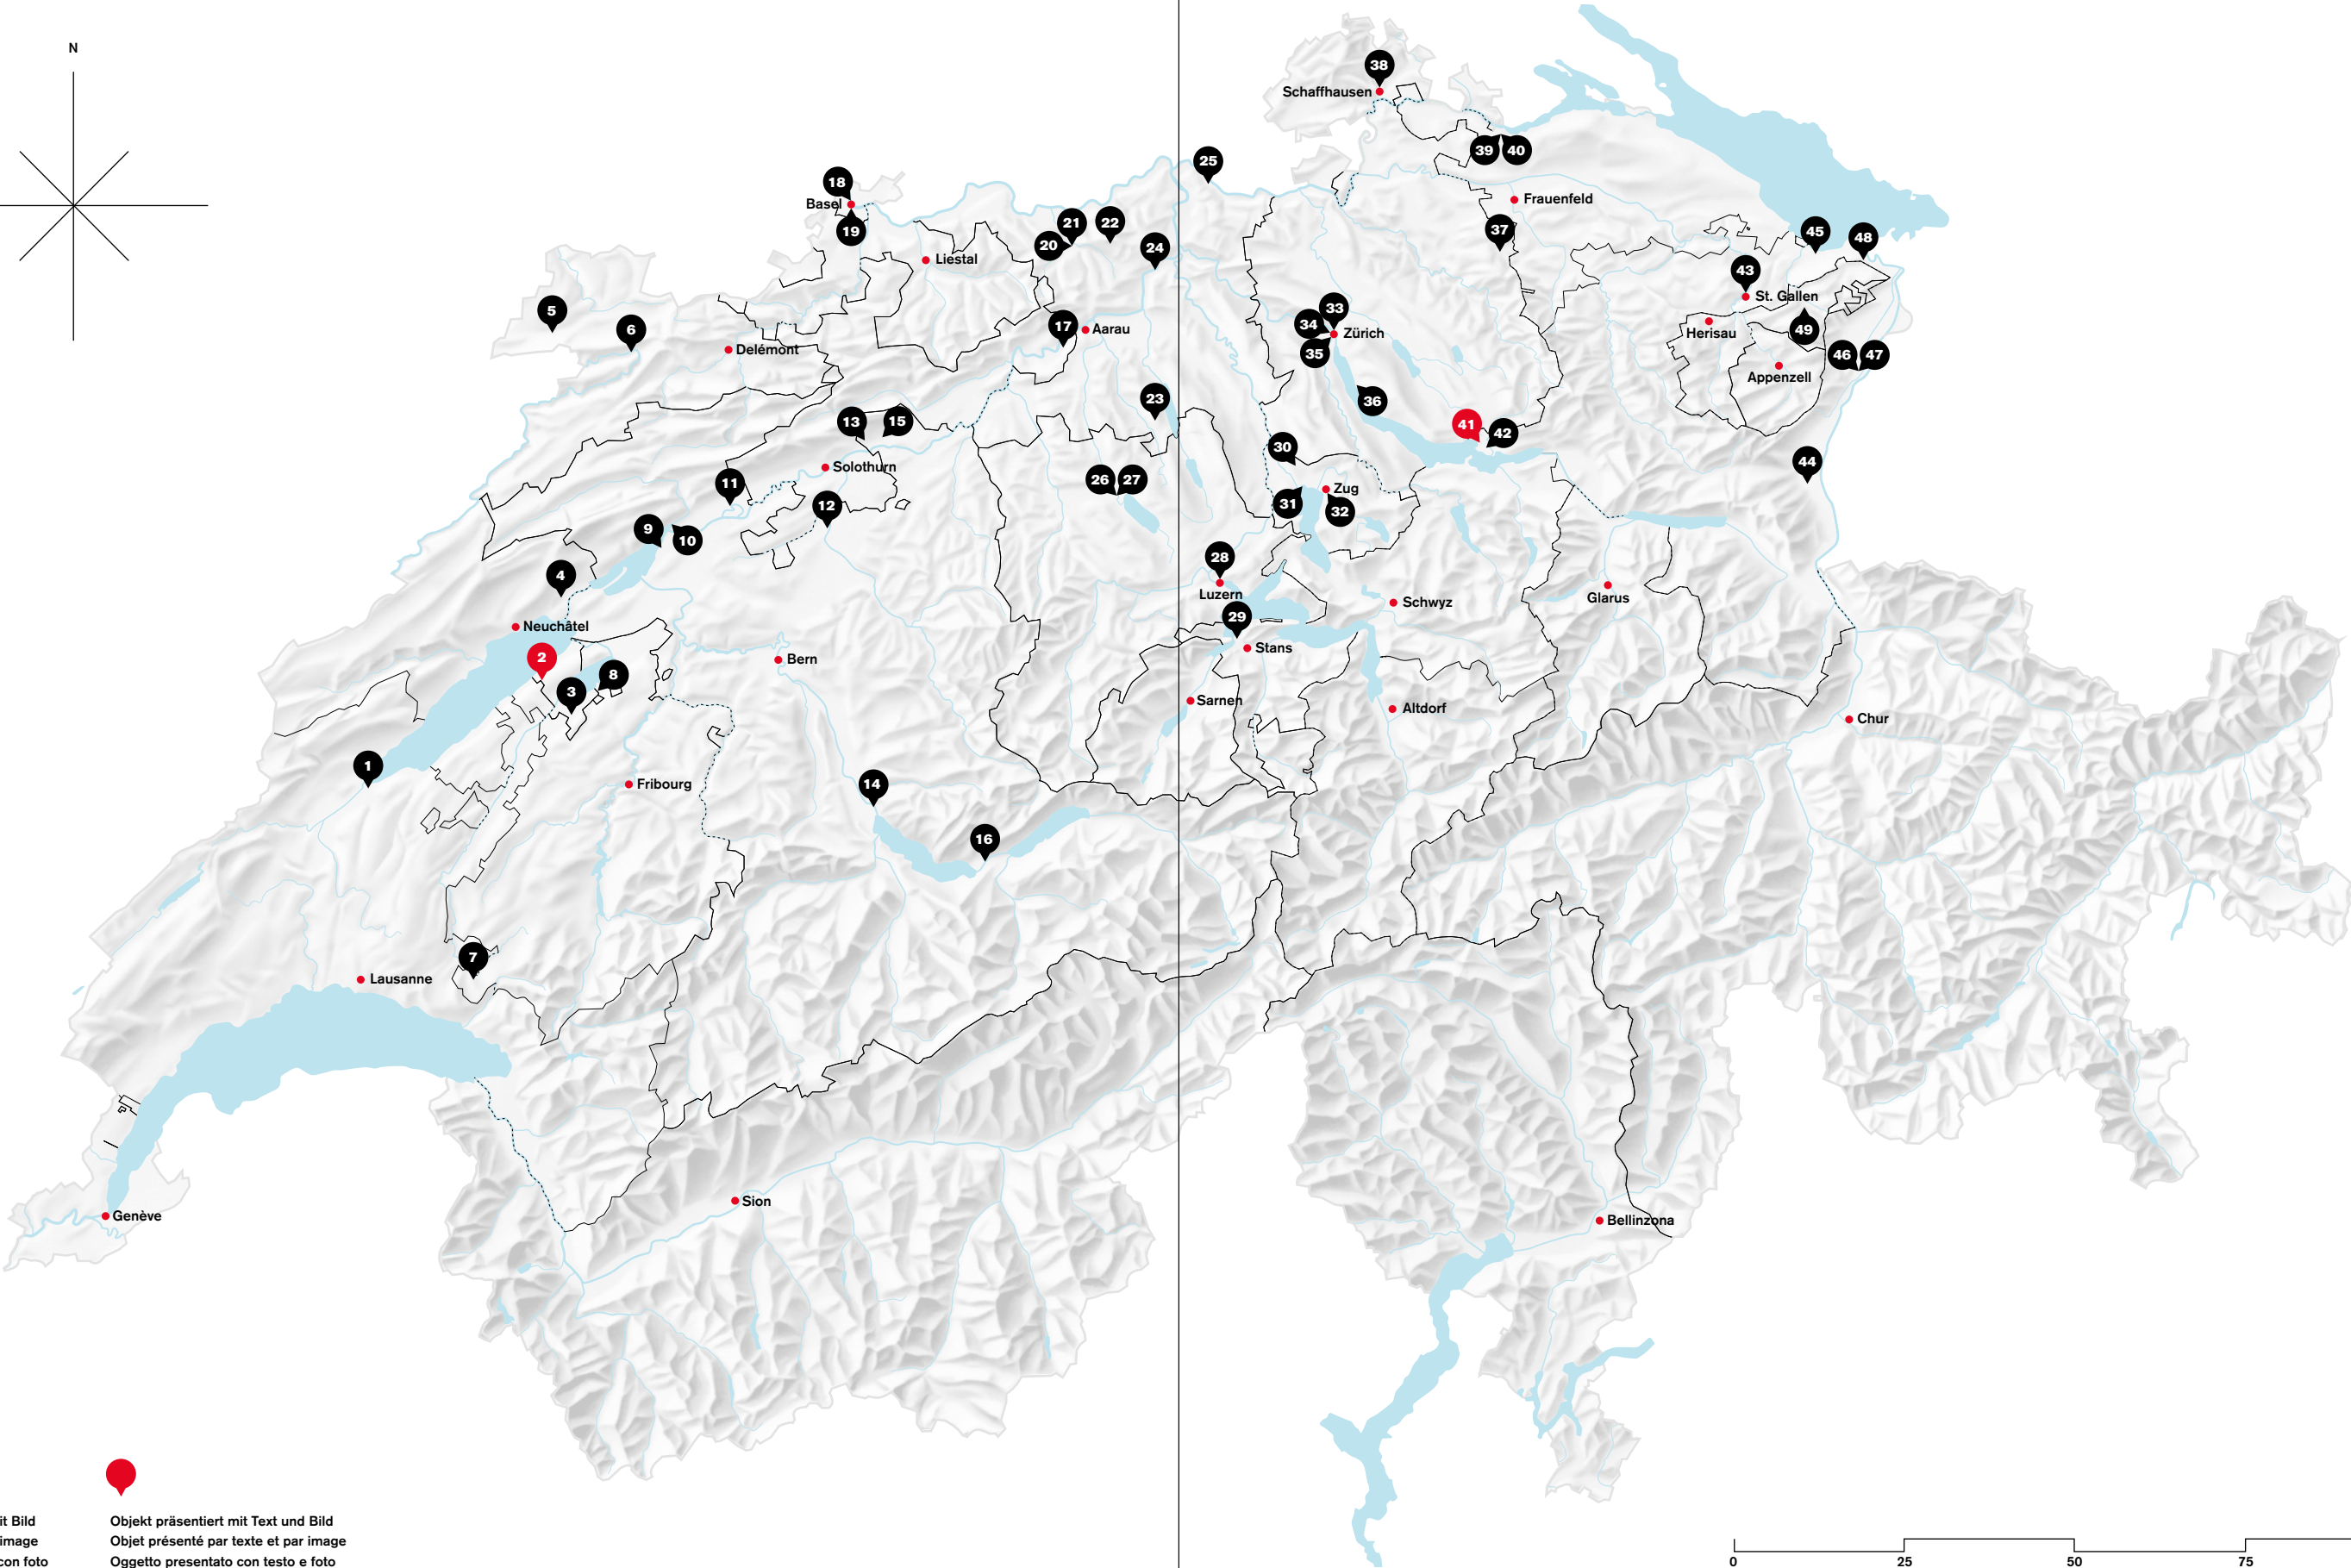 N
38
Schaffhausen
39 40
25
18
Basel
19
Frauenfeld
21 22
20
24
37
45 48
Liestal
43
St. Gallen
5
6
33
34
Zürich
35
17
Aarau
Herisau
49
Delémont
46 47
Appenzell
23
36
13 15
41 42
30
44
Solothurn
11
26 27
Zug
31 32
12
9 10
28
Luzern
4
Glarus
Schwyz
29
Neuchâtel
Stans
2
Bern
8
3
Sarnen
Altdorf
Chur
1
Fribourg
14
16
7
Lausanne
Sion
Genève
Bellinzona
it Bild
image
con foto
Objekt präsentiert mit Text und Bild
Objet présenté par texte et par image
Oggetto presentato con testo e foto
0 25 50 75